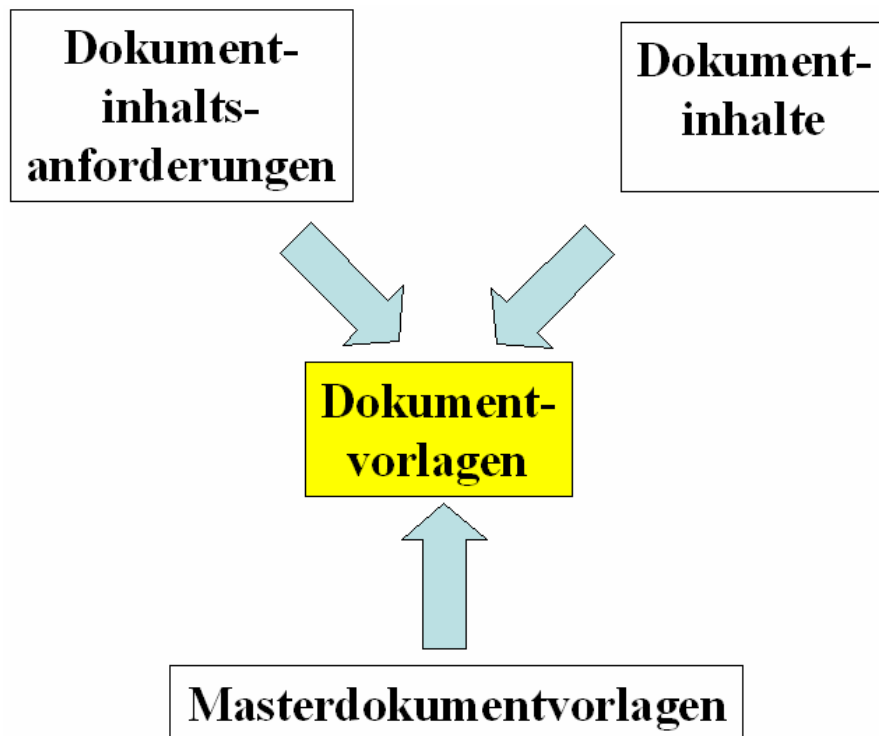 Dokument-
inhalts-
anforderungen
Dokument-
inhalte
Dokument-
vorlagen
Masterdokumentvorlagen